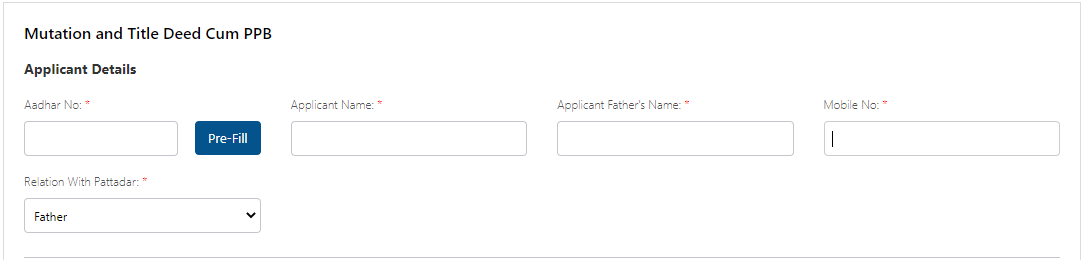 Mutation and Title Deed Cum PPB
Applicant Details
Aadhar No: * Applicant Name: * Applicant Father's Name: * Mobile No: *
Pre-Fill
Relation With Pattadar: *
Father